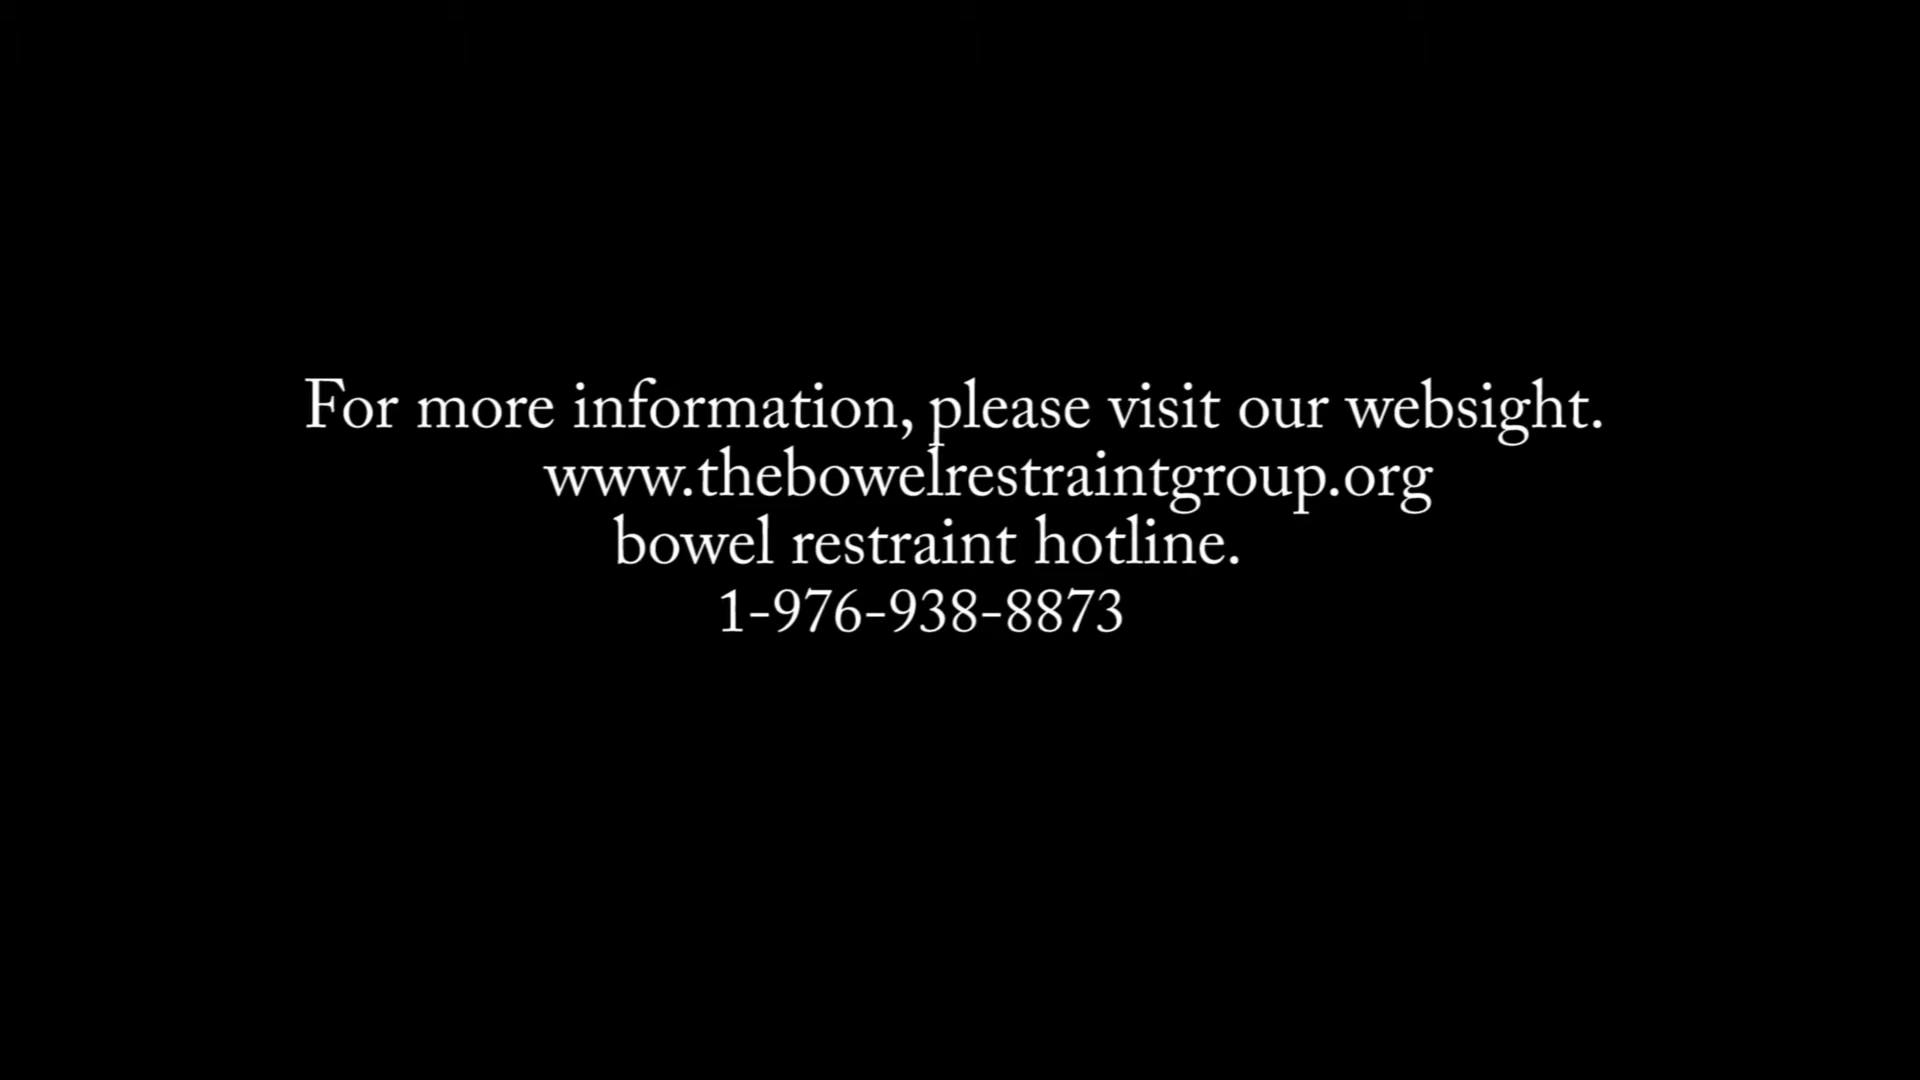 For more information, please visit our websight.
www.thebowelrestraintgroup.org
bowel restraint hotline.
1-976-938-8873